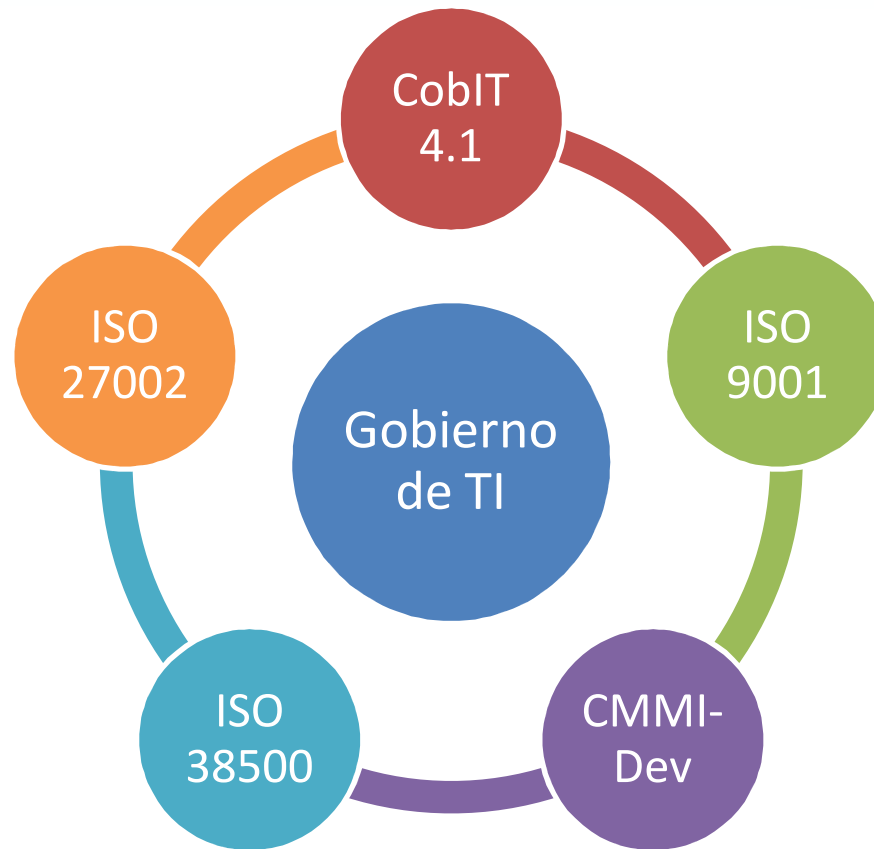 CobIT
4.1
ISO
27002
ISO
9001
Gobierno
de TI
ISO
38500
CMMI-
Dev